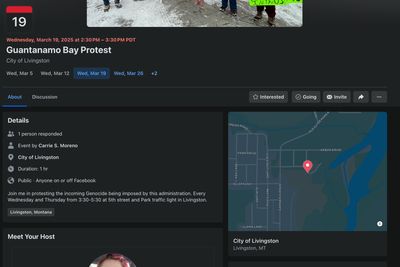 19
Wednesday, March 19, 2025 at 2:30 PM – 3:30 PM PDT
Guantanamo Bay Protest
City of Livingston
Wed, Mar 5 Wed, Mar 12 Wed, Mar 19 Wed, Mar 26 +2
About Discussion Interested Going Invite
Details
1 person responded
Event by Carrie S. Moreno
City of Livingston
Duration: 1 hr
Public · Anyone on or off Facebook
Join me in protesting the incoming Genocide being imposed by this administration. Every
Wednesday and Thursday from 3:30-5:30 at 5th street and Park traffic light in Livingston.
Livingston, Montana
City of Livingston
Livingston, MT
Meet Your Host